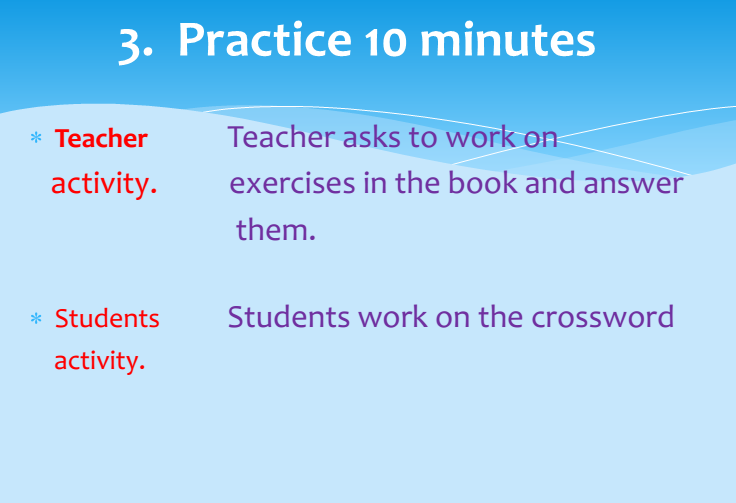 3. Practice 10 minutes
* Teacher Teacher asks to work on
activity. exercises in the book and answer
them.
* Students Students work on the crossword
activity.